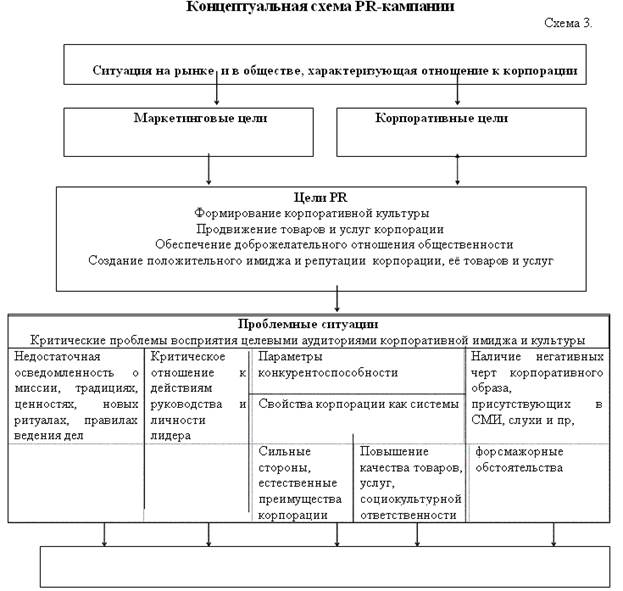 Концептуальная схема PR-кампании
Схема 3.
Ситуация на рынке и в обществе, характеризующая отношение к корпорации
Маркетинговые цели
Корпоративные цели
Цели PR
Формирование корпоративной культуры
Продвижение товаров и услуг корпорации
Обеспечение доброжелательного отношения общественности
Создание положительного имиджа и репутации корпорации, её товаров и услуг
Проблемные ситуации
Критические проблемы восприятия целевыми аудиториями корпоративной имиджа и культуры
Недостаточная
осведомленность о
миссии, традициях,
ценностях, новых
ритуалах, правилах
ведения дел
Критическое
отношение к
действиям
руководства и
личности
лидера
Параметры
конкурентоспособности
Свойства корпорации как системы
Сильные
стороны,
естественные
преимущества
корпорации
Повышение
качества товаров,
услуг,
социокультурной
ответственности
Наличие негативных
черт корпоративного
образа,
присутствующих в
СМИ, слухи и пр,
форсмажорные
обстоятельства